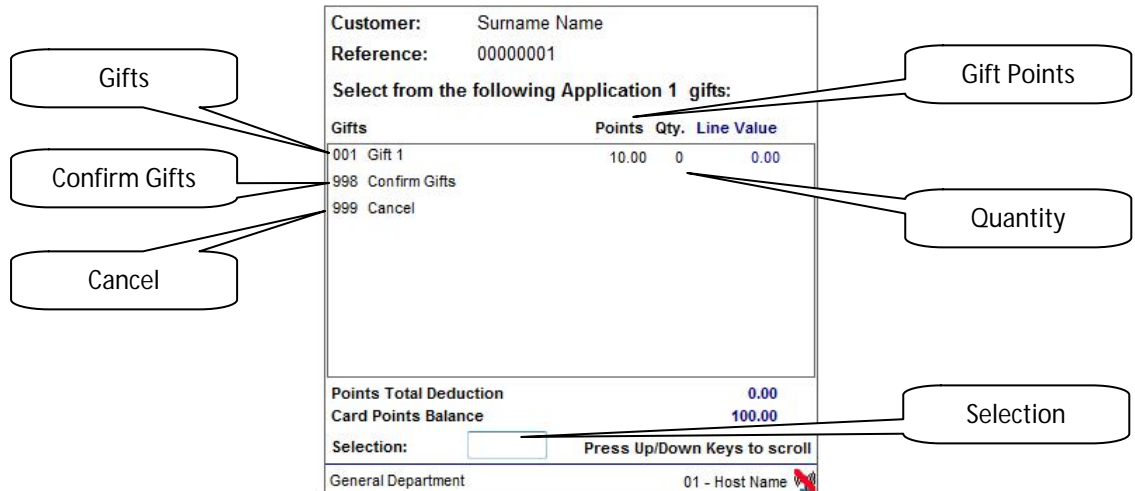 Customer: Surname Name
Reference: 00000001
Select from the following Application 1 gifts:
Gifts Points Qty. Line Value
001 Gift 1 10.00 0 0.00
998 Confirm Gifts
999 Cancel
Points Total Deduction 0.00
Card Points Balance 100.00
Selection: Press Up/Down Keys to scroll
General Department 01 - Host Name
Gifts
Confirm Gifts
Cancel
Gift Points
Quantity
Selection